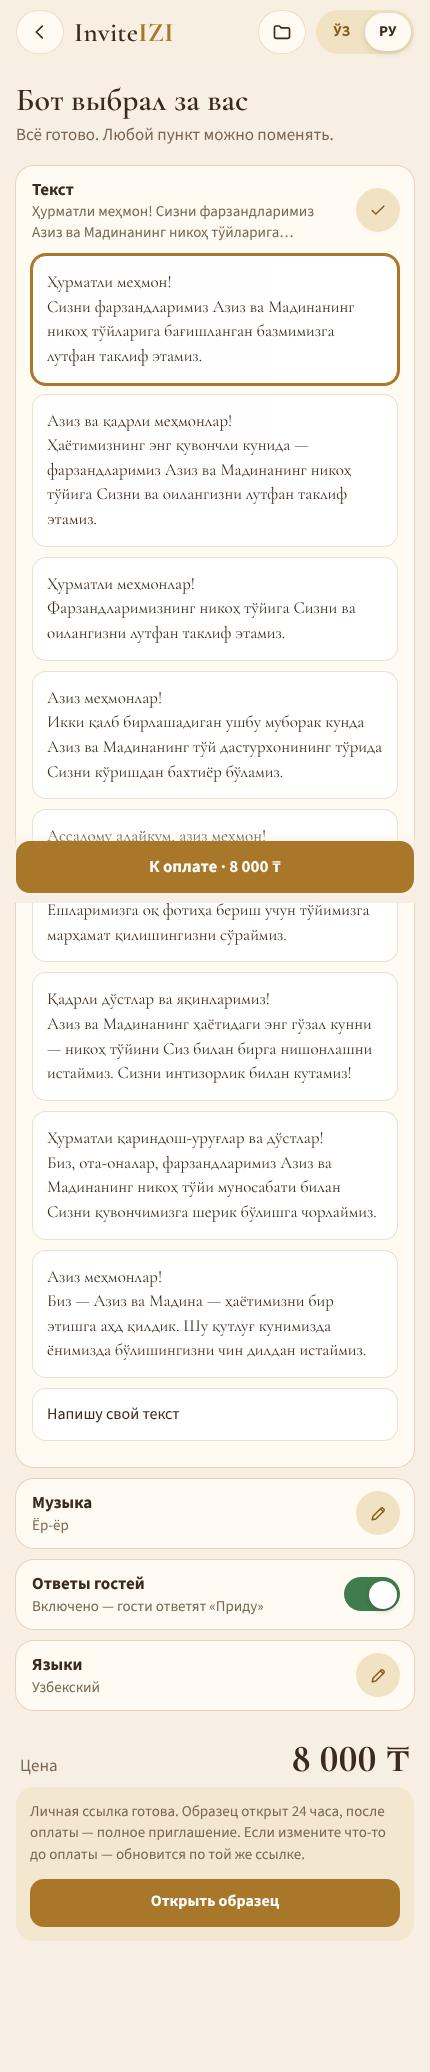 InviteIZI
ЎЗ
РУ
Бот выбрал за вас
Всё готово. Любой пункт можно поменять.
Текст
Ҳурматли меҳмон! Сизни фарзандларимиз
Азиз ва Мадинанинг никоҳ тўйларига…
Ҳурматли меҳмон!
Сизни фарзандларимиз Азиз ва Мадинанинг
никоҳ тўйларига бағишланган базмимизга
лутфан таклиф этамиз.
Азиз ва қадрли меҳмонлар!
Ҳаётимизнинг энг қувончли кунида —
фарзандларимиз Азиз ва Мадинанинг никоҳ
тўйига Сизни ва оилангизни лутфан таклиф
этамиз.
Ҳурматли меҳмонлар!
Фарзандларимизнинг никоҳ тўйига Сизни ва
оилангизни лутфан таклиф этамиз.
Азиз меҳмонлар!
Икки қалб бирлашадиган ушбу муборак кунда
Азиз ва Мадинанинг тўй дастурхонининг тўрида
Сизни кўришдан бахтиёр бўламиз.
Ассалому алайкум, азиз меҳмон!
К оплате · 8 000 ₸
Ёшларимизга оқ фотиҳа бериш учун тўйимизга
марҳамат қилишингизни сўраймиз.
Қадрли дўстлар ва яқинларимиз!
Азиз ва Мадинанинг ҳаётидаги энг гўзал кунни
— никоҳ тўйини Сиз билан бирга нишонлашни
истаймиз. Сизни интизорлик билан кутамиз!
Ҳурматли қариндош-уруғлар ва дўстлар!
Биз, ота-оналар, фарзандларимиз Азиз ва
Мадинанинг никоҳ тўйи муносабати билан
Сизни қувончимизга шерик бўлишга чорлаймиз.
Азиз меҳмонлар!
Биз — Азиз ва Мадина — ҳаётимизни бир
этишга аҳд қилдик. Шу қутлуғ кунимизда
ёнимизда бўлишингизни чин дилдан истаймиз.
Напишу свой текст
Музыка
Ёр-ёр
Ответы гостей
Включено — гости ответят «Приду»
Языки
Узбекский
Цена
8 000 ₸
Личная ссылка готова. Образец открыт 24 часа, после
оплаты — полное приглашение. Если измените что-то
до оплаты — обновится по той же ссылке.
Открыть образец